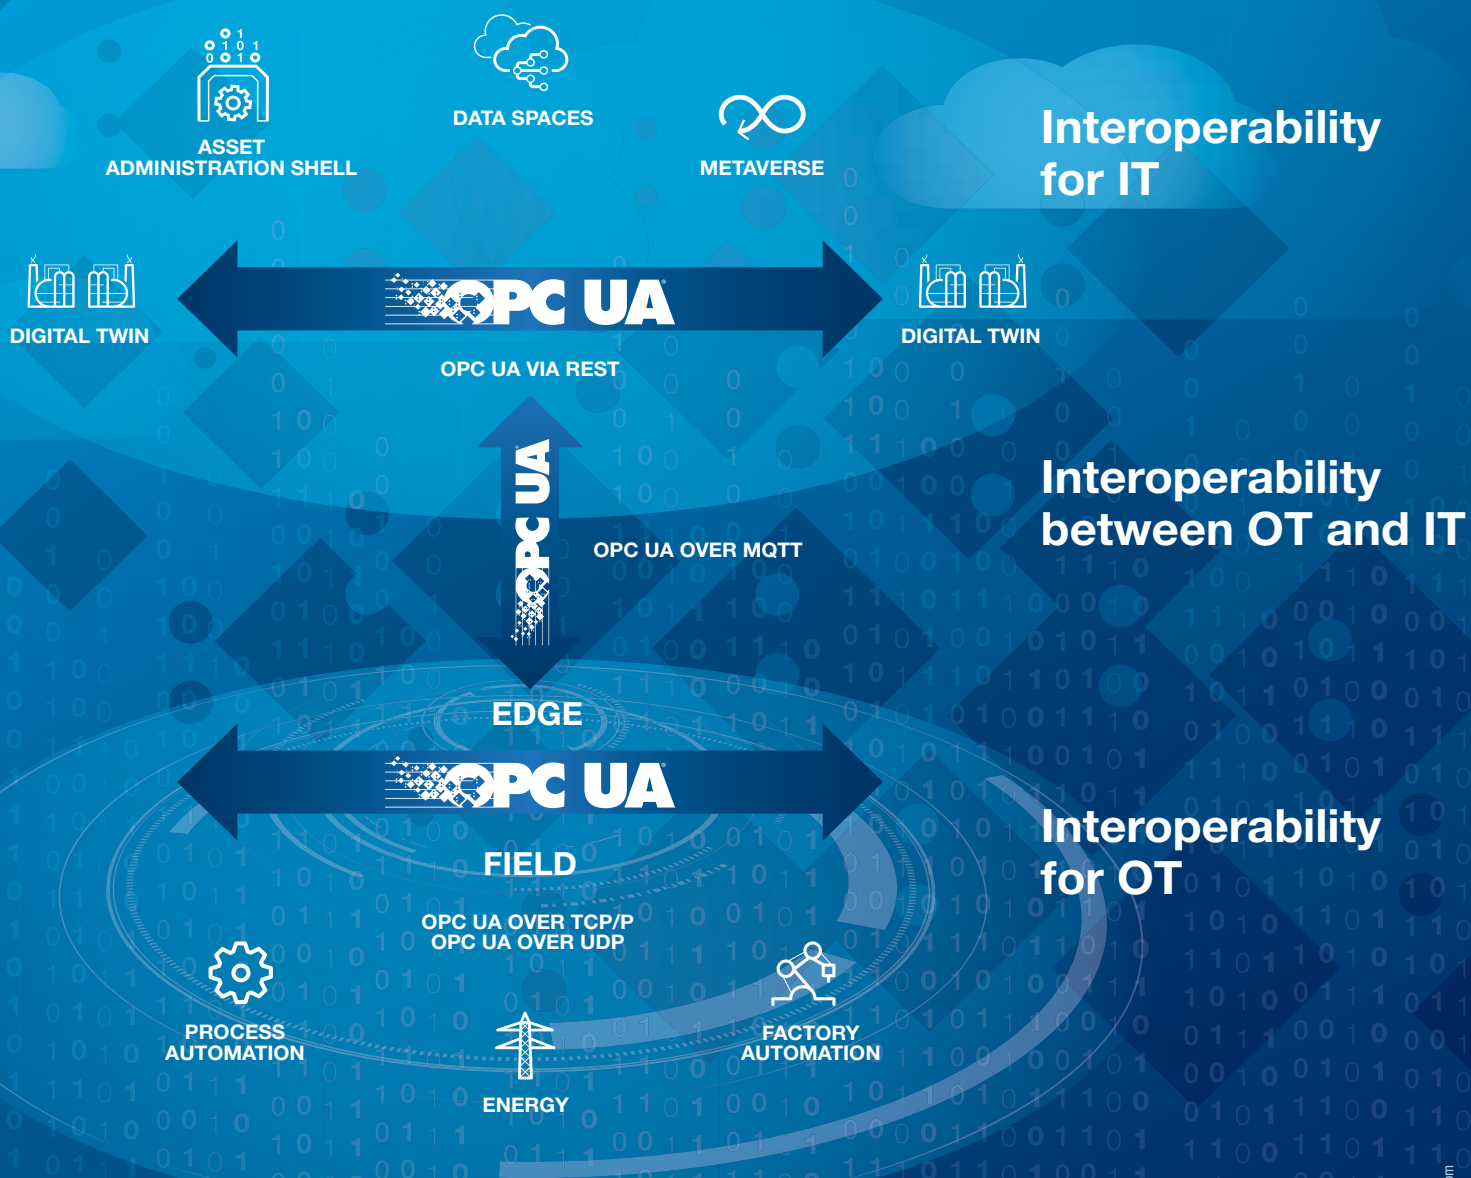 ASSET
ADMINISTRATION SHELL
DATA SPACES
METAVERSE
Interoperability
for IT
DIGITAL TWIN
OPC UA
DIGITAL TWIN
OPC UA VIA REST
OPC UA
OPC UA OVER MQTT
Interoperability
between OT and IT
EDGE
OPC UA
FIELD
Interoperability
for OT
OPC UA OVER TCP/P
OPC UA OVER UDP
PROCESS
AUTOMATION
ENERGY
FACTORY
AUTOMATION